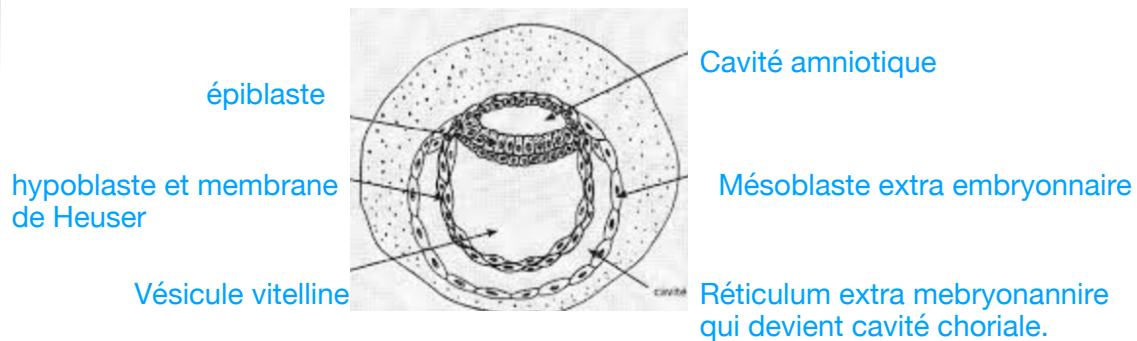 Cavité amniotique
épiblaste
hypoblaste et membrane
de Heuser
Mésoblaste extra embryonnaire
Vésicule vitelline
cavité
Réticulum extra mebryonannire
qui devient cavité choriale.